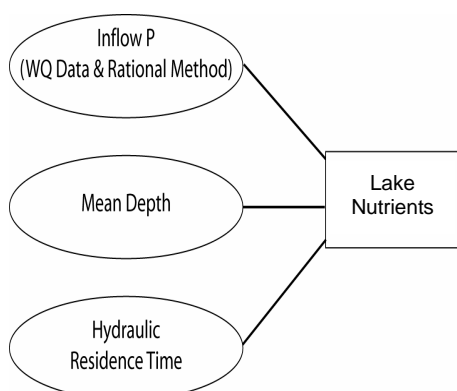 Inflow P
(WQ Data & Rational Method)
Mean Depth
Lake
Nutrients
Hydraulic
Residence Time